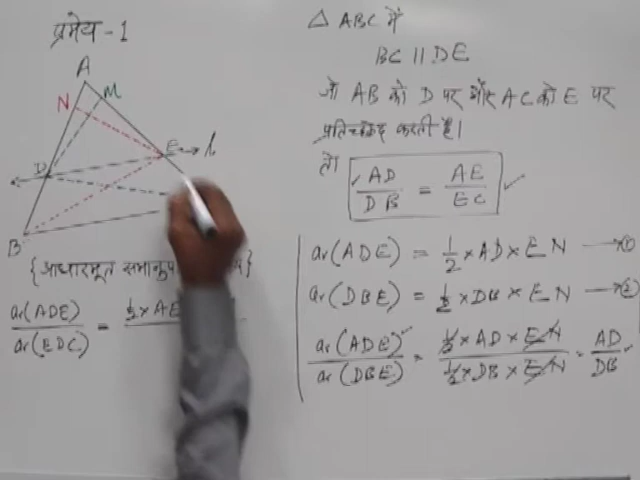 प्रमेय-1
A
N M
D E l
B
{आधारभूत
ar(ADE) / ar(EDC) = ½ × AE
△ ABC में
BC || DE
जो AB को D पर और AC को E पर
प्रतिच्छेद करती है।
तो AD / DB = AE / EC
ar(ADE) = 1/2 × AD × EN → ①
ar(DBE) = 1/2 × DB × EN → ②
ar(ADE) / ar(DBE) = ½ × AD × EN / ½ × DB × EN = AD / DB